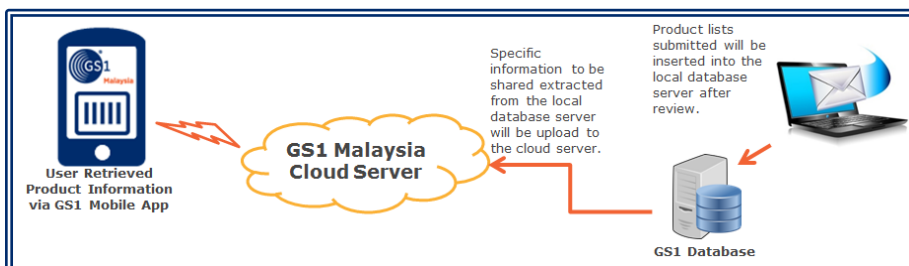 GS1
Malaysia
User Retrieved
Product Information
via GS1 Mobile App
GS1 Malaysia
Cloud Server
Specific
information to be
shared extracted
from the local
database server
will be upload to
the cloud server.
Product lists
submitted will be
inserted into the
local database
server after
review.
GS1 Database